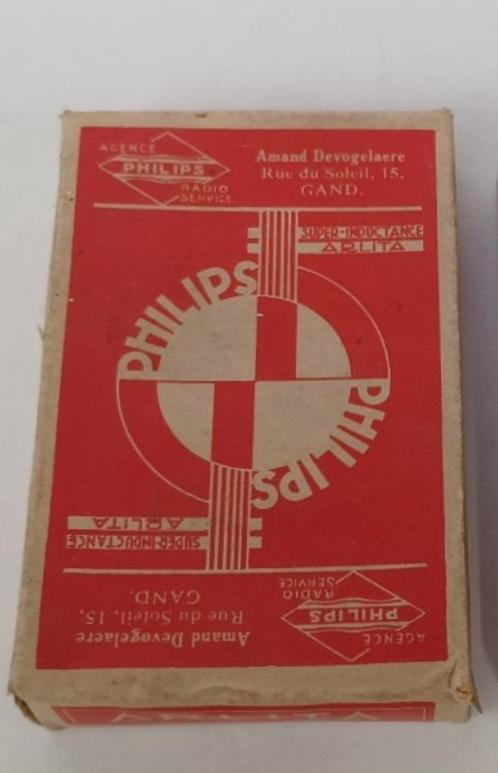 AGENCE
PHILIPS
RADIO
SERVICE
Amand Devogelaere
Rue du Soleil, 15,
GAND.
SUPER-INDUCTANCE
ARLITA
PHILIPS
PHILIPS
ARLITA
SUPER-INDUCTANCE
AGENCE
PHILIPS
RADIO
SERVICE
Amand Devogelaere
Rue du Soleil, 15,
GAND.
ARLITA